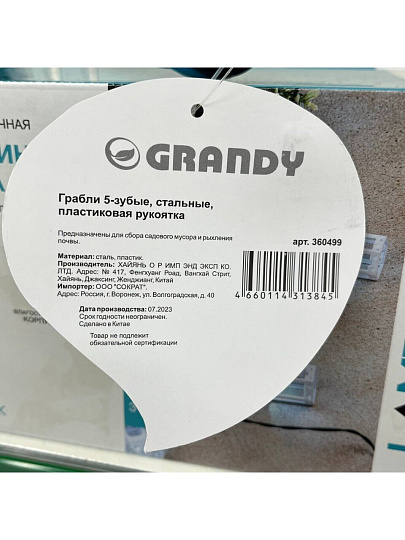 GRANDY
Грабли 5-зубые, стальные,
пластиковая рукоятка
Предназначены для сбора садового мусора и рыхления
почвы.
арт. 360499
Материал: сталь, пластик.
Производитель: ХАЙЯНЬ О Р ИМП ЭНД ЭКСП КО.
ЛТД. Адрес: № 417, Фенгхуанг Роад, Вангхай Стриг,
Хайянь, Джаксинг, Женджианг, Китай
Импортер: ООО "СОКРАТ".
Адрес: Россия, г. Воронеж, ул. Волгоградская, д. 40
4 660114 313845
Дата производства: 07.2023
Срок годности неограничен.
Сделано в Китае
Товар не подлежит
обязательной сертификации
ЧНАЯ